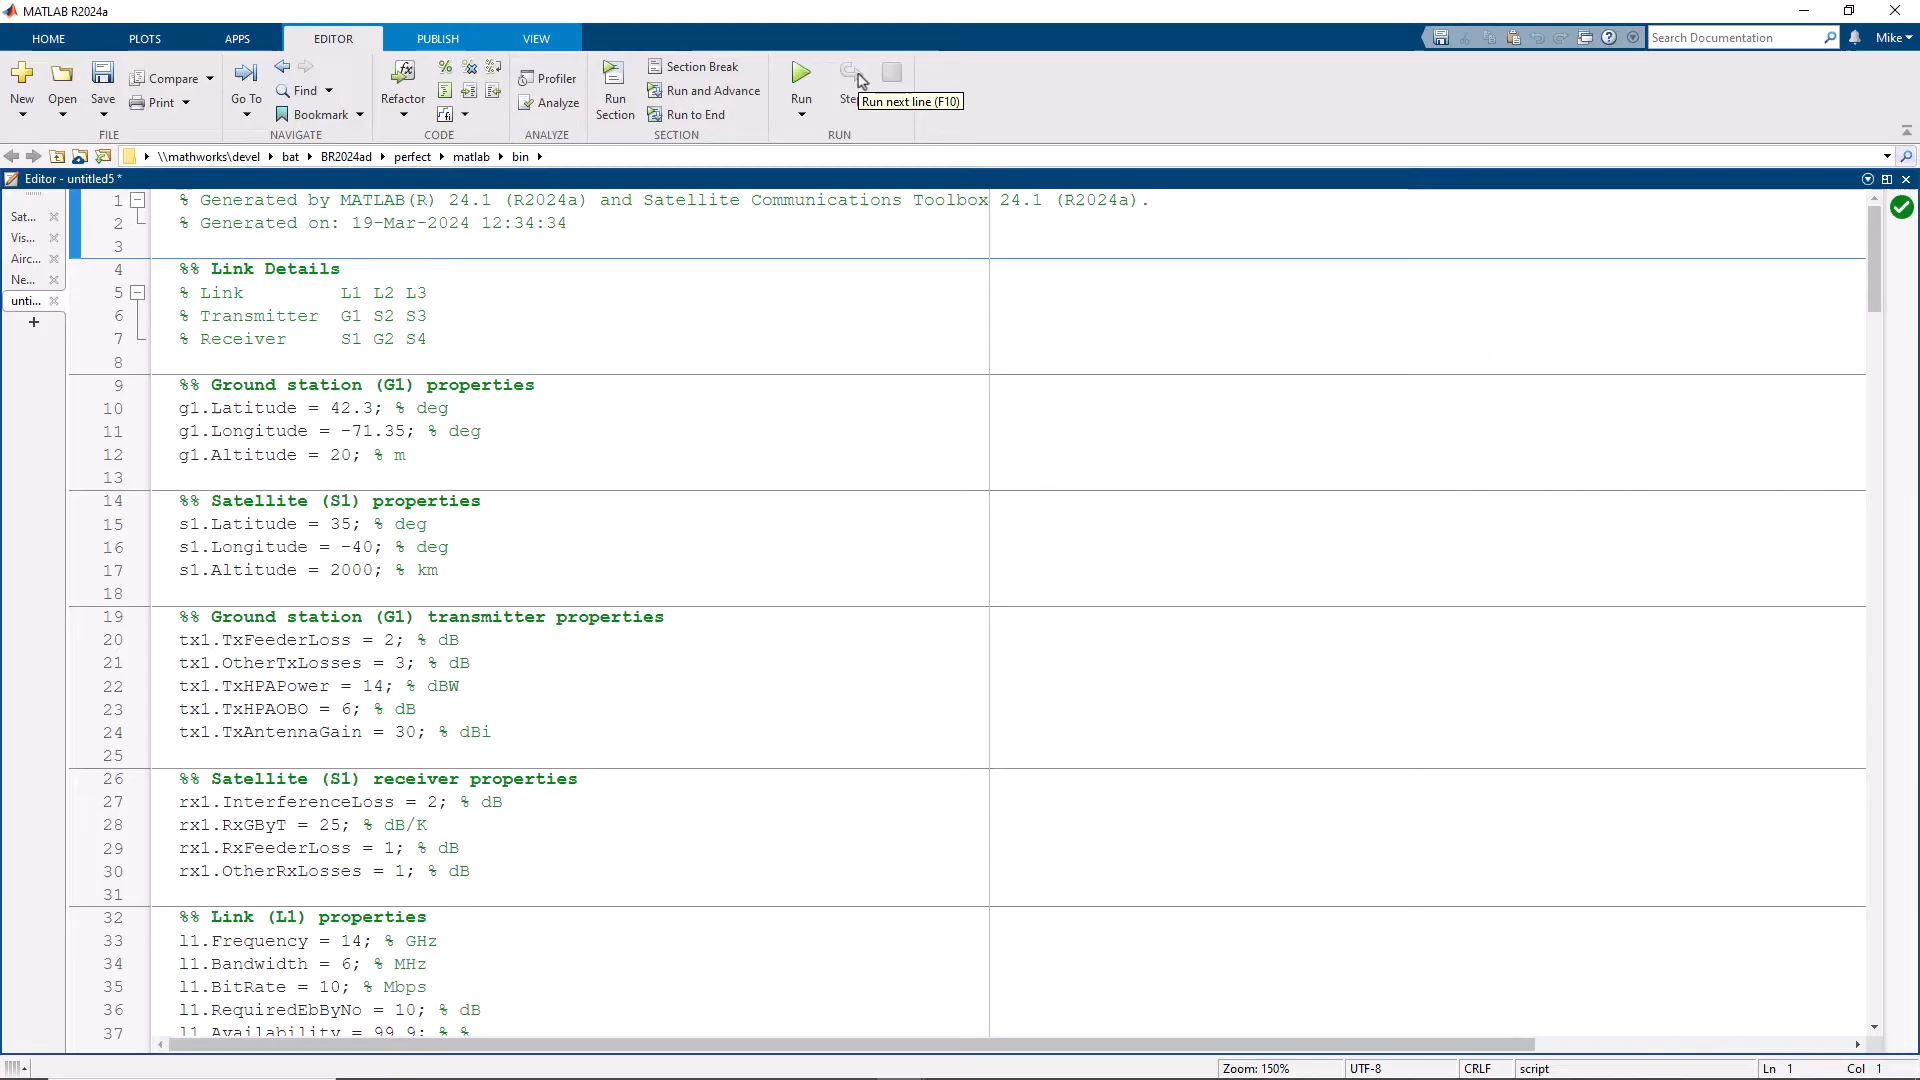 MATLAB R2024a
HOME PLOTS APPS EDITOR PUBLISH VIEW Search Documentation Mike
New Open Save Compare Print Go To Find Bookmark Refactor Profiler Analyze Run Section Section Break Run and Advance Run to End Run
Run next line (F10)
FILE NAVIGATE CODE ANALYZE SECTION RUN
\\mathworks\devel bat BR2024ad perfect matlab bin
Editor - untitled5 *
Sat...
Vis...
Airc...
Ne...
unti...
+
1 % Generated by MATLAB(R) 24.1 (R2024a) and Satellite Communications Toolbox 24.1 (R2024a).
2 % Generated on: 19-Mar-2024 12:34:34
3
4 %% Link Details
5 % Link L1 L2 L3
6 % Transmitter G1 S2 S3
7 % Receiver S1 G2 S4
8
9 %% Ground station (G1) properties
10 g1.Latitude = 42.3; % deg
11 g1.Longitude = -71.35; % deg
12 g1.Altitude = 20; % m
13
14 %% Satellite (S1) properties
15 s1.Latitude = 35; % deg
16 s1.Longitude = -40; % deg
17 s1.Altitude = 2000; % km
18
19 %% Ground station (G1) transmitter properties
20 tx1.TxFeederLoss = 2; % dB
21 tx1.OtherTxLosses = 3; % dB
22 tx1.TxHPAPower = 14; % dBW
23 tx1.TxHPAOBO = 6; % dB
24 tx1.TxAntennaGain = 30; % dBi
25
26 %% Satellite (S1) receiver properties
27 rx1.InterferenceLoss = 2; % dB
28 rx1.RxGByT = 25; % dB/K
29 rx1.RxFeederLoss = 1; % dB
30 rx1.OtherRxLosses = 1; % dB
31
32 %% Link (L1) properties
33 l1.Frequency = 14; % GHz
34 l1.Bandwidth = 6; % MHz
35 l1.BitRate = 10; % Mbps
36 l1.RequiredEbByNo = 10; % dB
37 l1.Availability = 99.9; % %
Zoom: 150% UTF-8 CRLF script Ln 1 Col 1